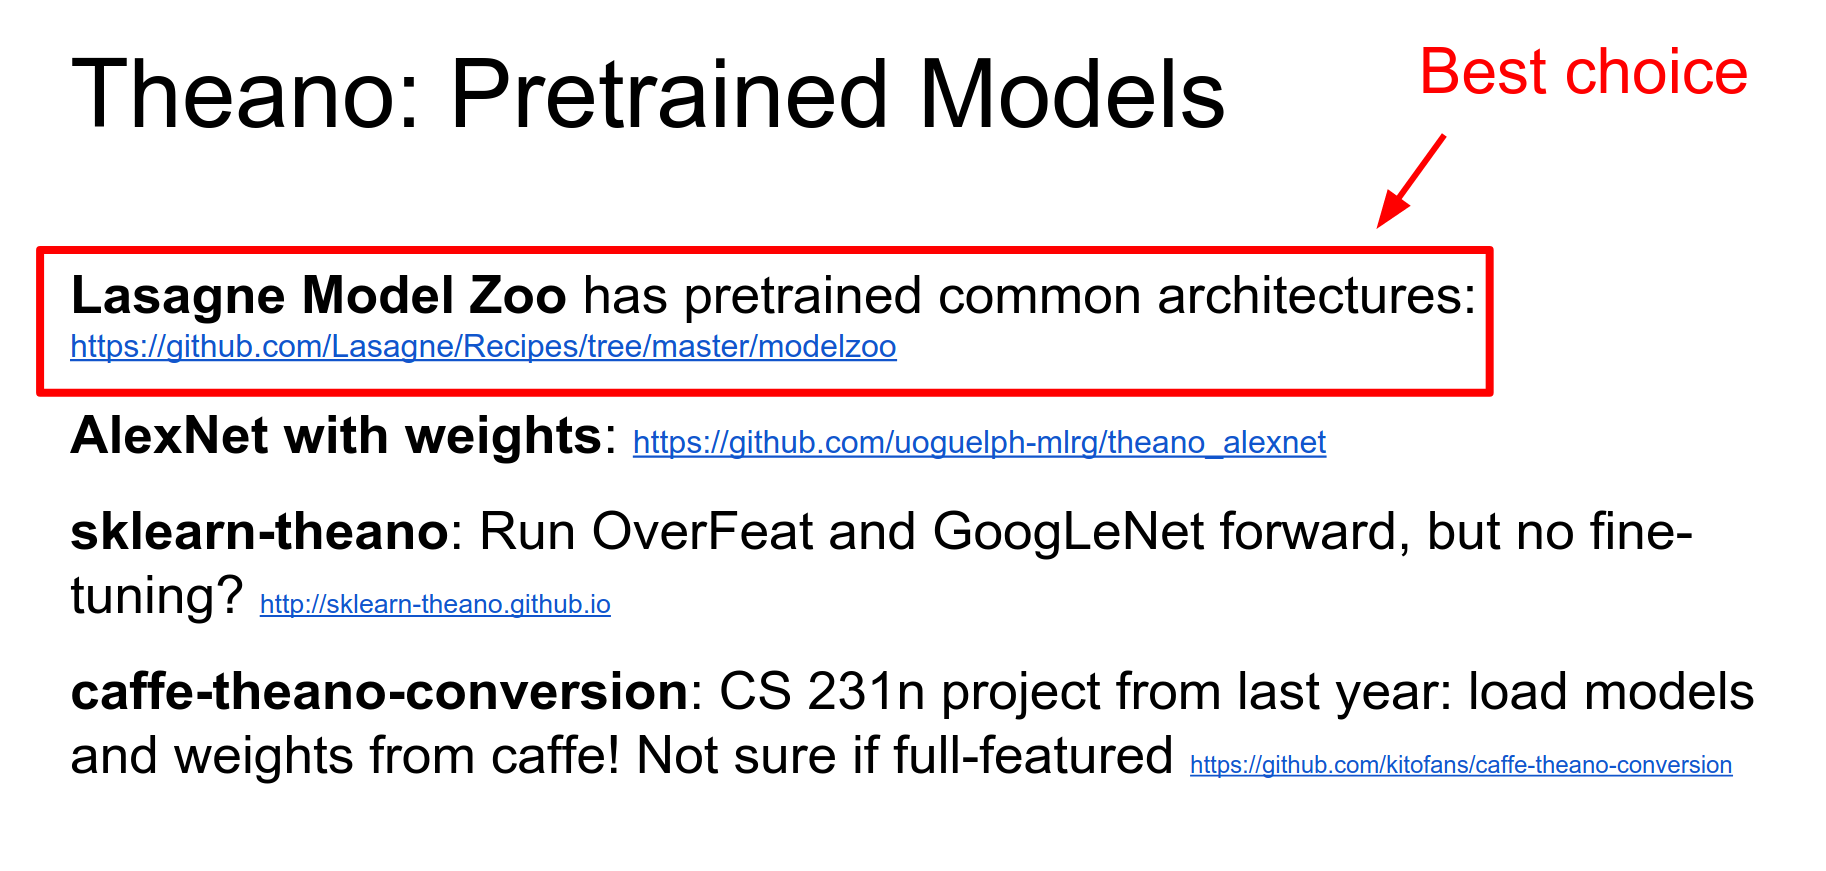 Theano: Pretrained Models
Best choice
Lasagne Model Zoo has pretrained common architectures:
https://github.com/Lasagne/Recipes/tree/master/modelzoo
AlexNet with weights: https://github.com/uoguelph-mlrg/theano_alexnet
sklearn-theano: Run OverFeat and GoogLeNet forward, but no fine-
tuning? http://sklearn-theano.github.io
caffe-theano-conversion: CS 231n project from last year: load models
and weights from caffe! Not sure if full-featured https://github.com/kitofans/caffe-theano-conversion